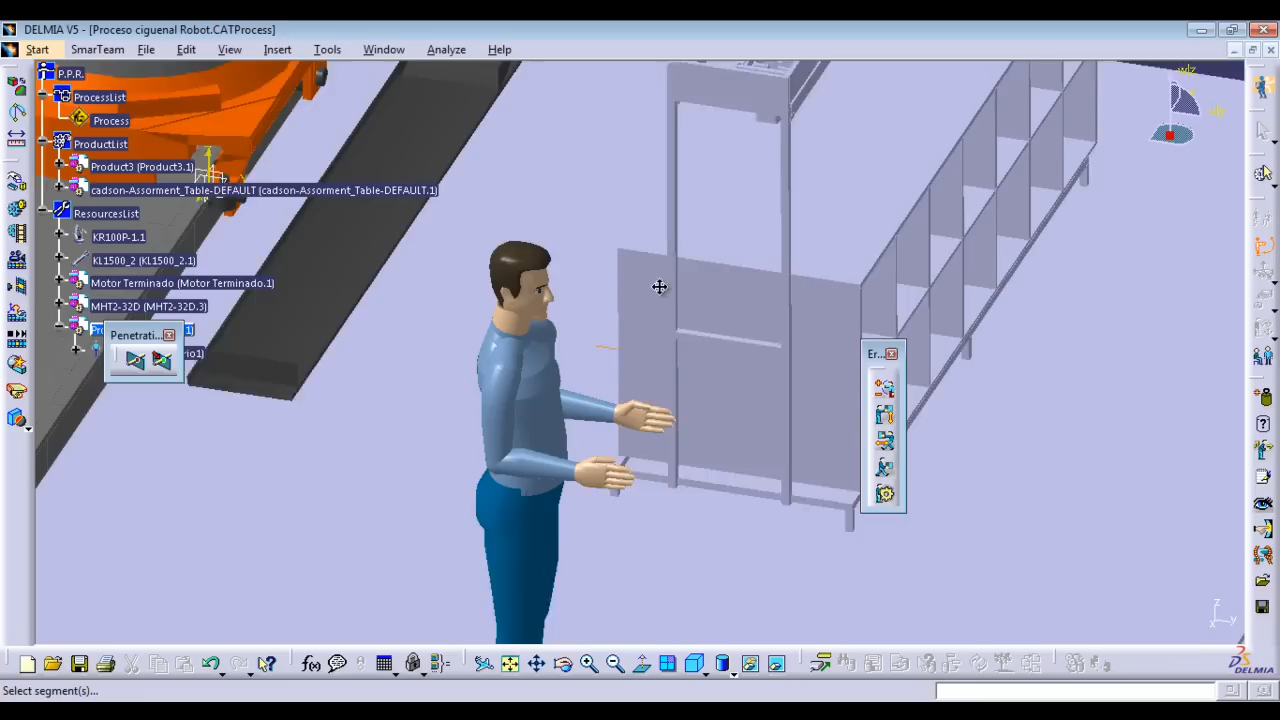 DELMIA V5 - [Proceso ciguenal Robot.CATProcess]
Start SmarTeam File Edit View Insert Tools Window Analyze Help
P.P.R.
ProcessList
Process
ProductList
Product3 (Product3.1)
cadson-Assorment_Table-DEFAULT (cadson-Assorment_Table-DEFAULT.1)
ResourcesList
KR100P-1.1
KL1500_2 (KL1500_2.1)
Motor Terminado (Motor Terminado.1)
MHT2-32D (MHT2-32D.3)
Penetrati...
Er...
z
x
y
f(x)
DELMIA
Select segment(s)...